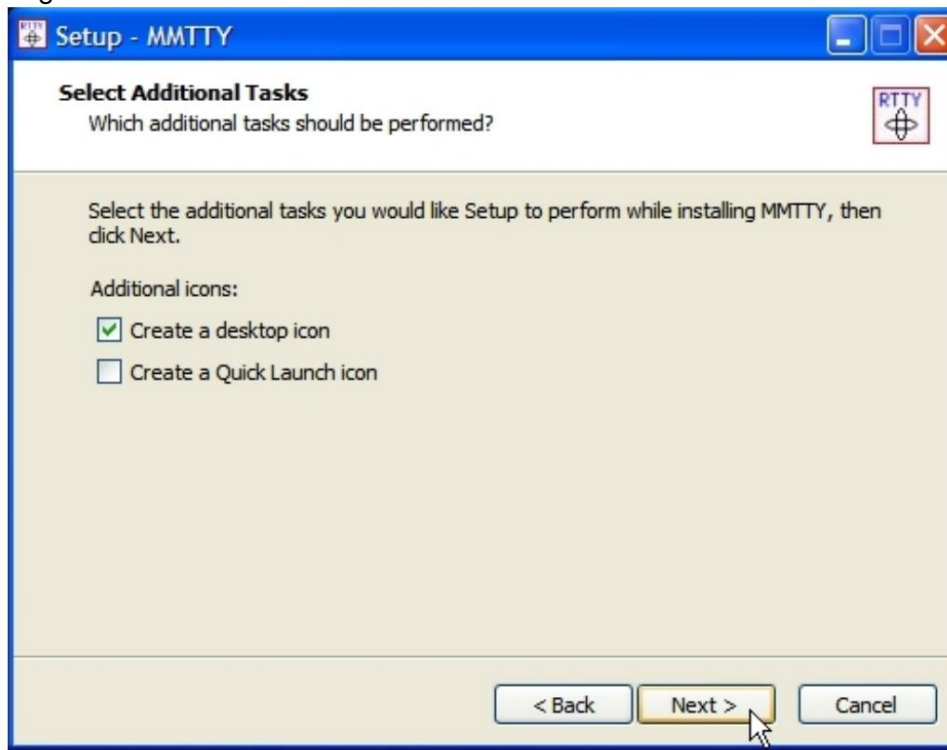 Setup - MMTTY
Select Additional Tasks
Which additional tasks should be performed?
RTTY
Select the additional tasks you would like Setup to perform while installing MMTTY, then
click Next.
Additional icons:
Create a desktop icon
Create a Quick Launch icon
< Back
Next >
Cancel